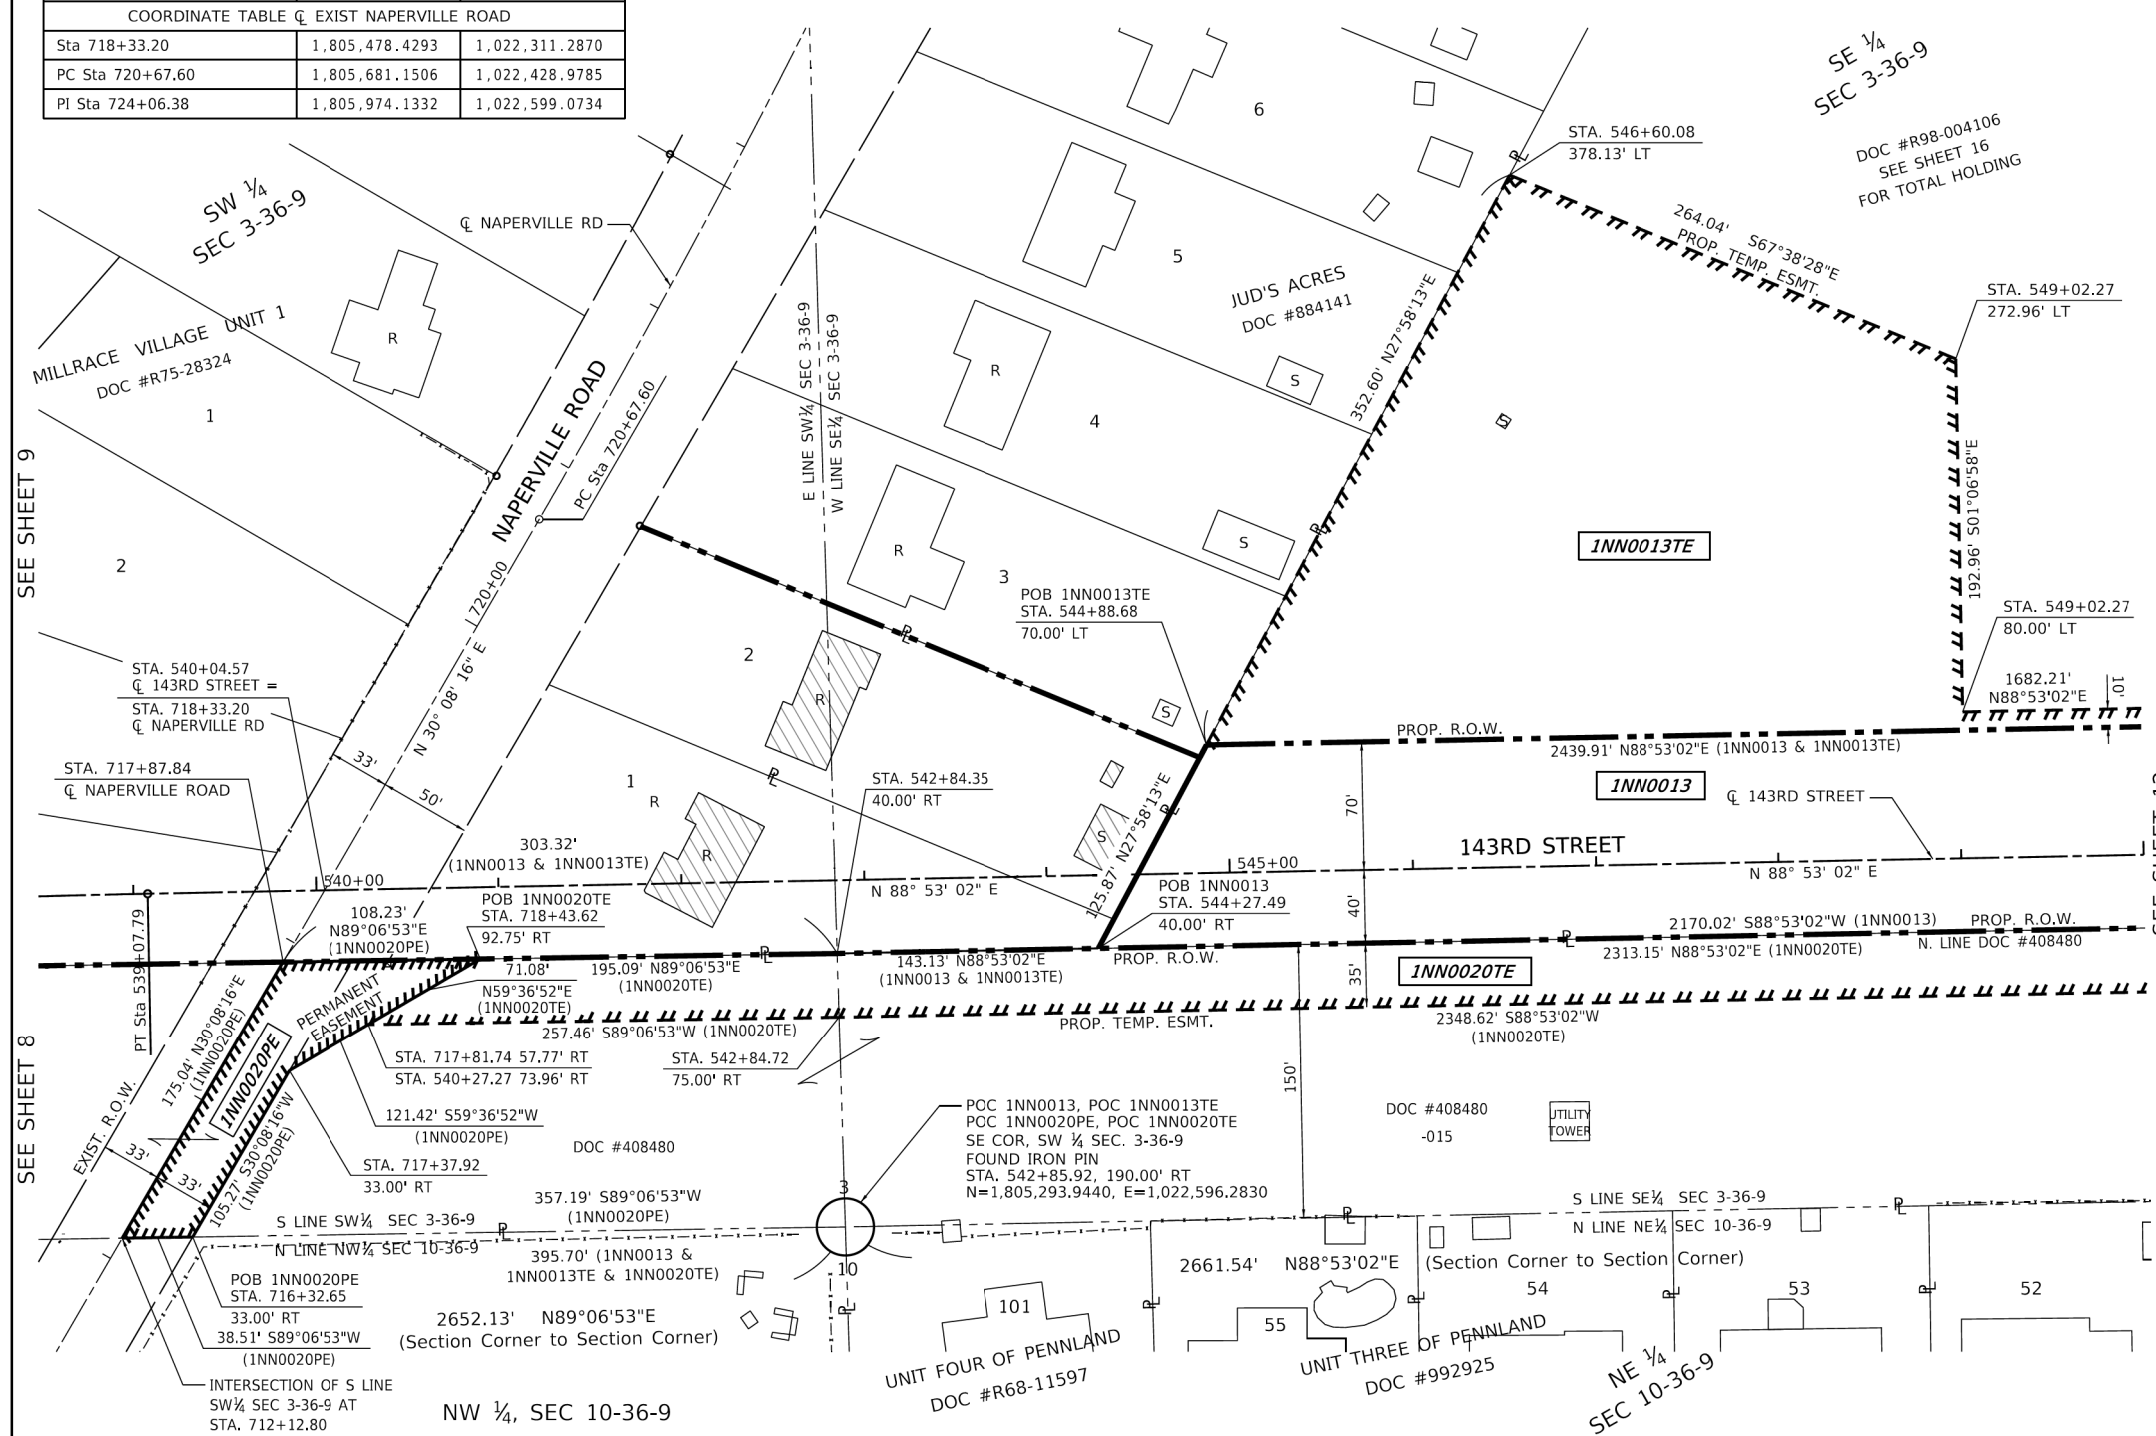 COORDINATE TABLE ℄ EXIST NAPERVILLE ROAD
Sta 718+33.20 1,805,478.4293 1,022,311.2870
PC Sta 720+67.60 1,805,681.1506 1,022,428.9785
PI Sta 724+06.38 1,805,974.1332 1,022,599.0734
SE ¼
SEC 3-36-9
DOC #R98-004106
SEE SHEET 16
FOR TOTAL HOLDING
STA. 546+60.08
378.13' LT
6
SW ¼
SEC 3-36-9
℄ NAPERVILLE RD
264.04' S67°38'28"E
PROP. TEMP. ESMT.
5
JUD'S ACRES
DOC #884141
STA. 549+02.27
272.96' LT
MILLRACE VILLAGE UNIT 1
DOC #R75-28324
R
1
E LINE SW¼ SEC 3-36-9
W LINE SE¼ SEC 3-36-9
R
S
4
352.60' N27°58'13"E
S
NAPERVILLE ROAD
PC Sta 720+67.60
SEE SHEET 9
2
R
S
3
1NN0013TE
192.96' S01°06'58"E
POB 1NN0013TE
STA. 544+88.68
70.00' LT
STA. 549+02.27
80.00' LT
720+00
N 30° 08' 16" E
2
R
S
STA. 540+04.57
℄ 143RD STREET =
STA. 718+33.20
℄ NAPERVILLE RD
1682.21'
N88°53'02"E
10'
PROP. R.O.W.
2439.91' N88°53'02"E (1NN0013 & 1NN0013TE)
STA. 717+87.84
℄ NAPERVILLE ROAD
33'
50'
1
R
R
STA. 542+84.35
40.00' RT
S
125.87' N27°58'13"E
70'
1NN0013
℄ 143RD STREET
143RD STREET
303.32'
(1NN0013 & 1NN0013TE)
540+00
545+00
N 88° 53' 02" E
N 88° 53' 02" E
PT Sta 539+07.79
108.23'
N89°06'53"E
(1NN0020PE)
POB 1NN0020TE
STA. 718+43.62
92.75' RT
POB 1NN0013
STA. 544+27.49
40.00' RT
40'
2170.02' S88°53'02"W (1NN0013) PROP. R.O.W.
2313.15' N88°53'02"E (1NN0020TE)
N. LINE DOC #408480
71.08'
N59°36'52"E
(1NN0020TE)
195.09' N89°06'53"E
(1NN0020TE)
143.13' N88°53'02"E
(1NN0013 & 1NN0013TE)
PROP. R.O.W.
35'
1NN0020TE
PERMANENT
EASEMENT
257.46' S89°06'53"W (1NN0020TE)
PROP. TEMP. ESMT.
2348.62' S88°53'02"W
(1NN0020TE)
SEE SHEET 8
EXIST. R.O.W.
175.04' N30°08'16"E
(1NN0020PE)
1NN0020PE
105.27' S30°08'16"W
(1NN0020PE)
33'
33'
STA. 717+81.74 57.77' RT
STA. 540+27.27 73.96' RT
STA. 542+84.72
75.00' RT
150'
121.42' S59°36'52"W
(1NN0020PE)
DOC #408480
STA. 717+37.92
33.00' RT
POC 1NN0013, POC 1NN0013TE
POC 1NN0020PE, POC 1NN0020TE
SE COR, SW ¼ SEC. 3-36-9
FOUND IRON PIN
STA. 542+85.92, 190.00' RT
N=1,805,293.9440, E=1,022,596.2830
DOC #408480
-015
UTILITY
TOWER
3
10
357.19' S89°06'53"W
(1NN0020PE)
S LINE SW¼ SEC 3-36-9
N LINE NW¼ SEC 10-36-9
S LINE SE¼ SEC 3-36-9
N LINE NE¼ SEC 10-36-9
395.70' (1NN0013 &
1NN0013TE & 1NN0020TE)
2661.54' N88°53'02"E (Section Corner to Section Corner)
POB 1NN0020PE
STA. 716+32.65
33.00' RT
38.51' S89°06'53"W
(1NN0020PE)
2652.13' N89°06'53"E
(Section Corner to Section Corner)
101
55
54
53
52
UNIT FOUR OF PENNLAND
DOC #R68-11597
UNIT THREE OF PENNLAND
DOC #992925
NE ¼
SEC 10-36-9
INTERSECTION OF S LINE
SW¼ SEC 3-36-9 AT
STA. 712+12.80
NW ¼, SEC 10-36-9